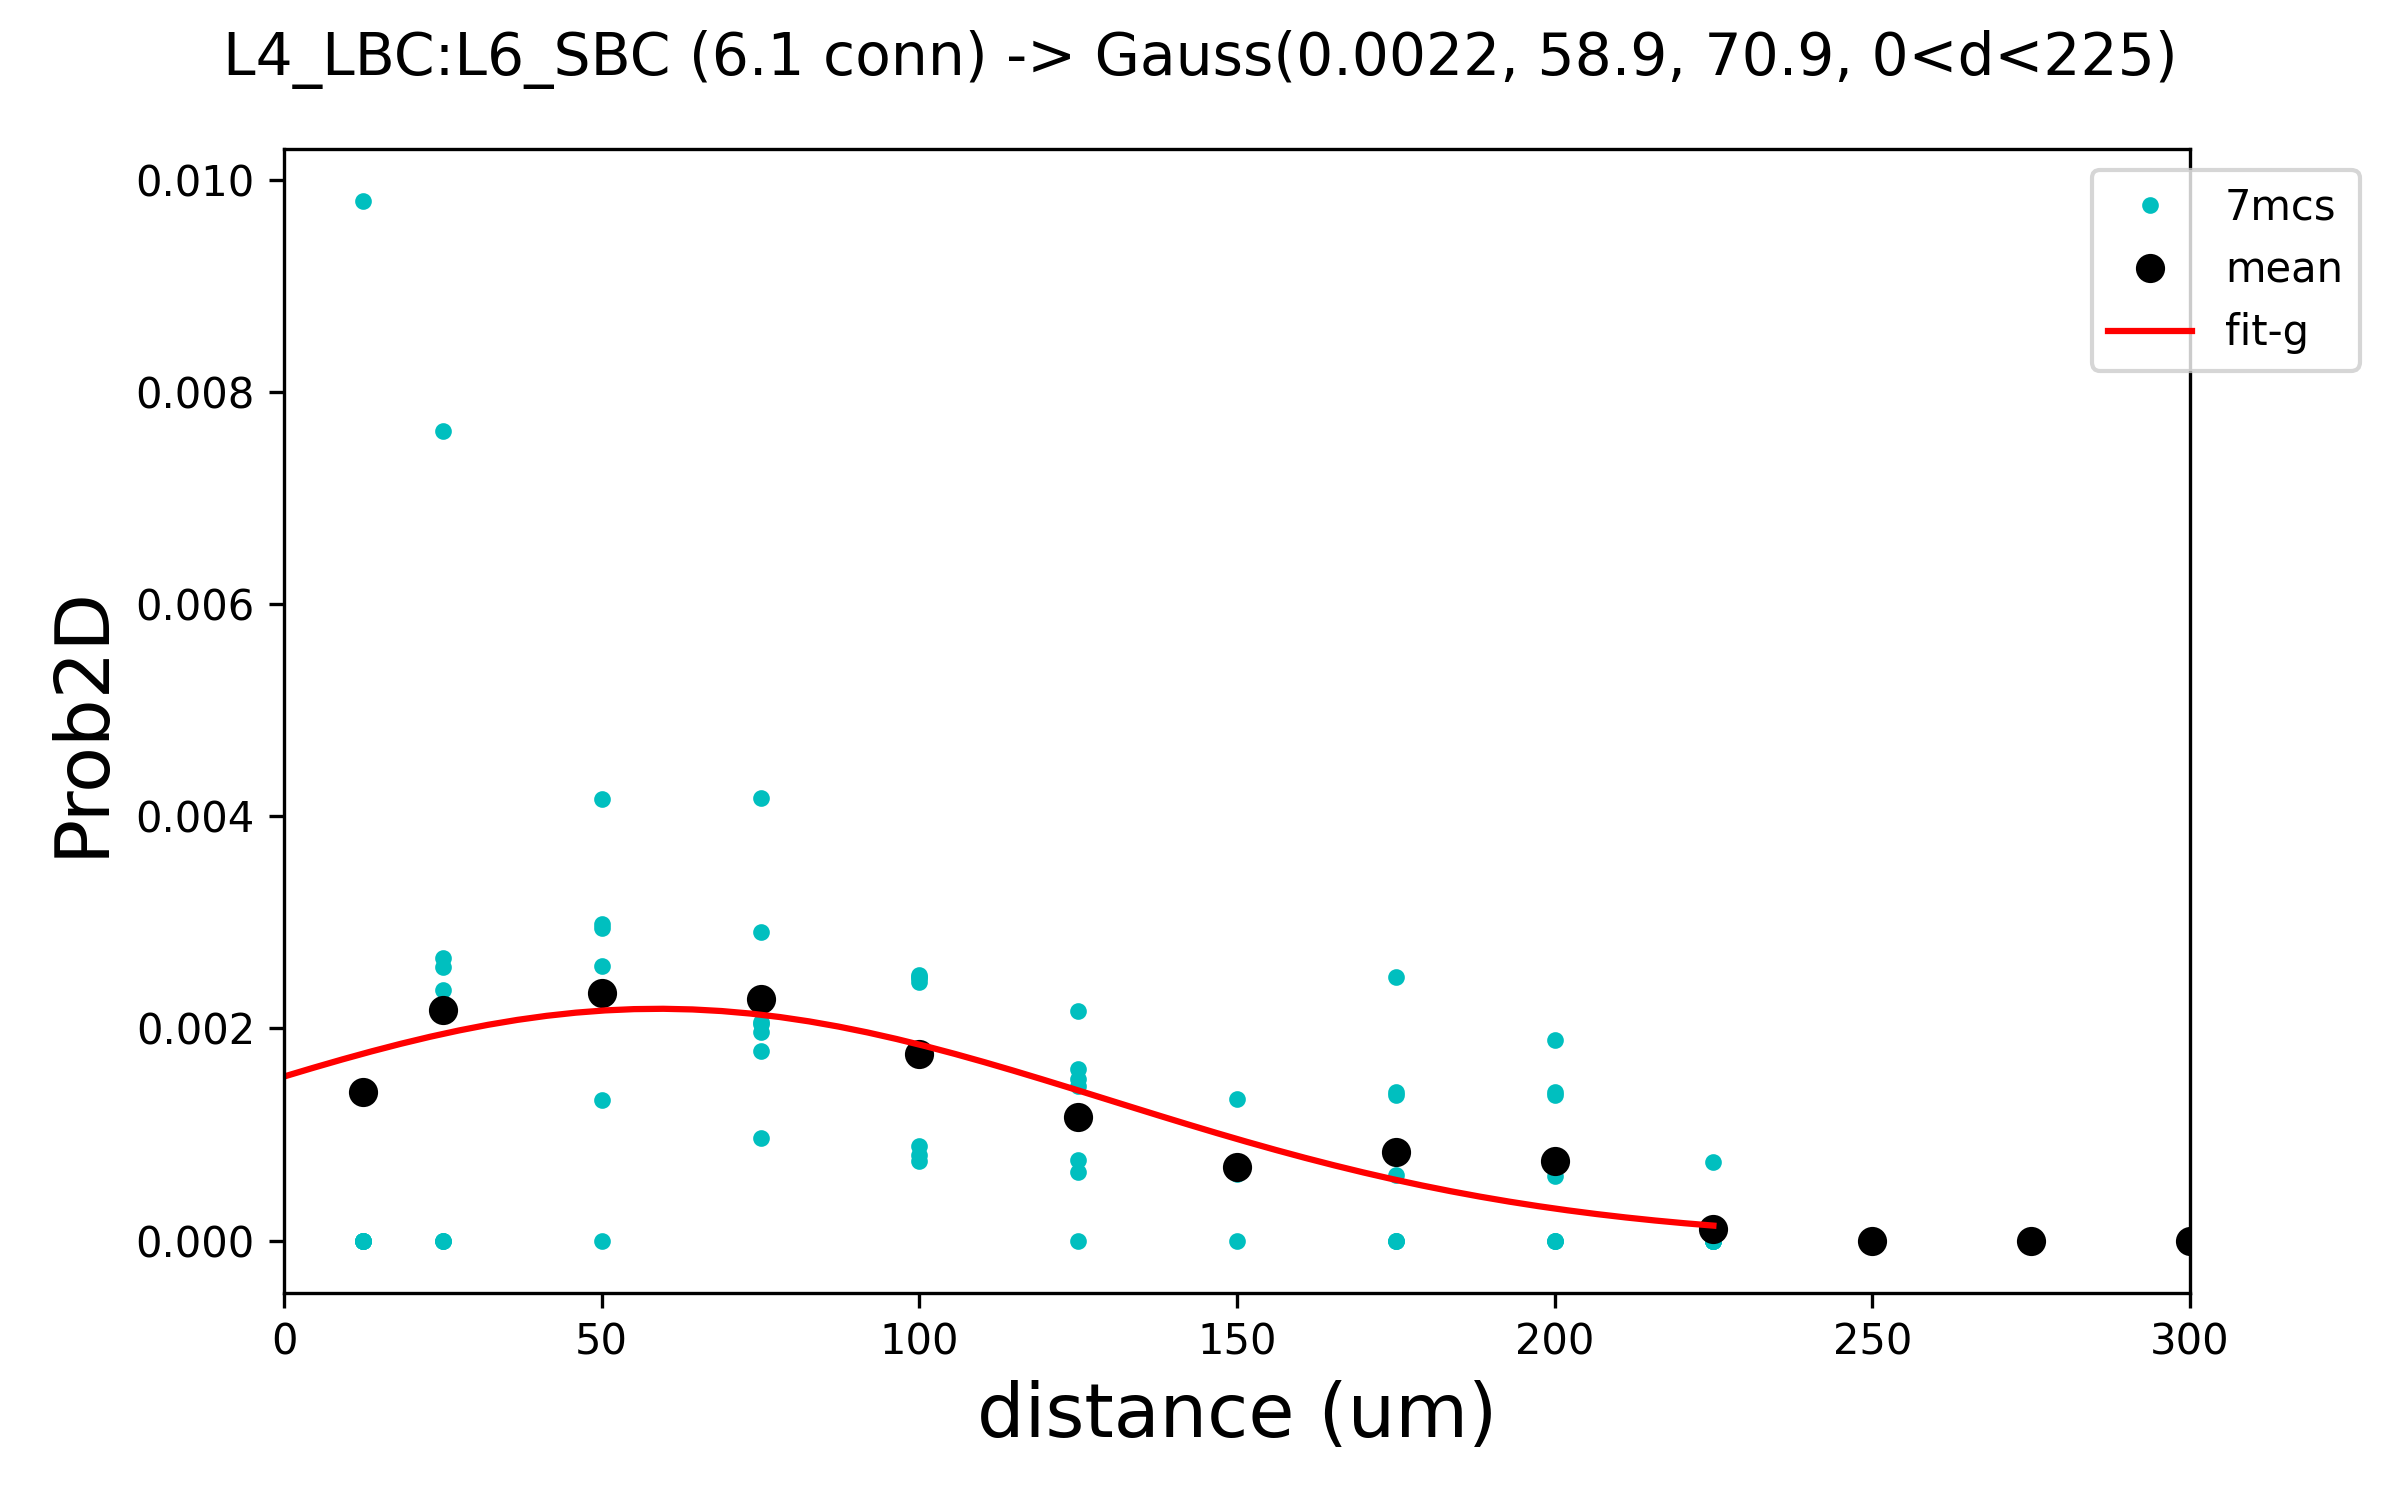 L4_LBC:L6_SBC (6.1 conn) -> Gauss(0.0022, 58.9, 70.9, 0<d<225)
0.010
0.008
0.006
0.004
0.002
0.000
Prob2D
7mcs
mean
fit-g
0 50 100 150 200 250 300
distance (um)